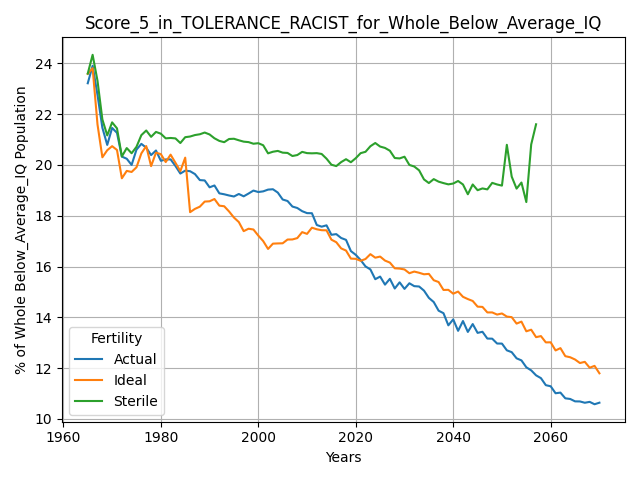 Score_5_in_TOLERANCE_RACIST_for_Whole_Below_Average_IQ
% of Whole Below_Average_IQ Population
24
22
20
18
16
14
12
10
Fertility
Actual
Ideal
Sterile
1960 1980 2000 2020 2040 2060
Years